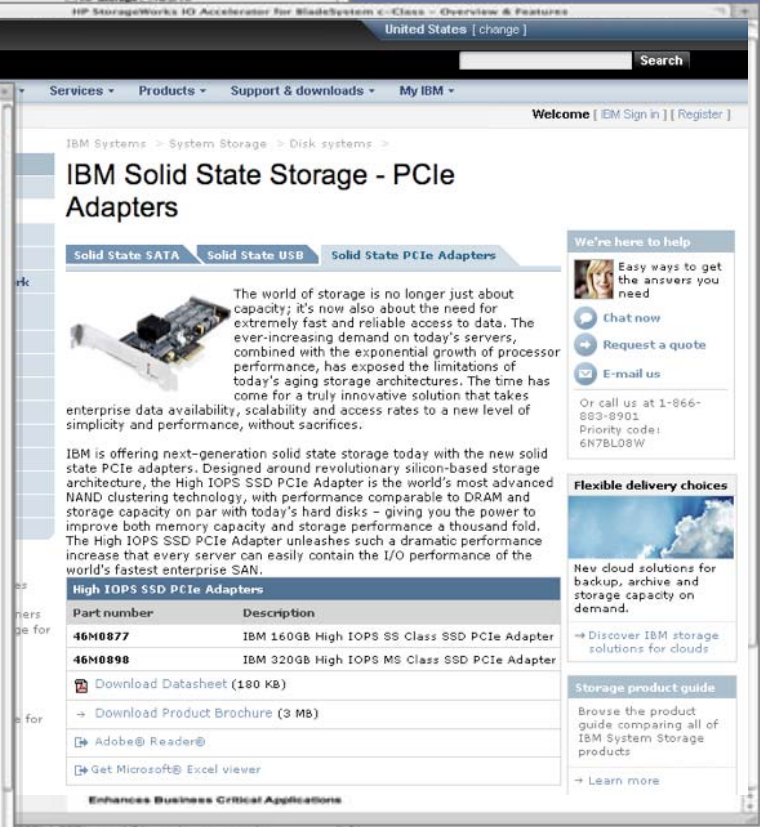 HP StorageWorks IO Accelerator for BladeSystem c-Class - Overview & Features
United States [ change ]
Search
Services Products Support & downloads My IBM
Welcome [ IBM Sign in ] [ Register ]
IBM Systems > System Storage > Disk systems >
IBM Solid State Storage - PCIe
Adapters
Solid State SATA Solid State USB Solid State PCIe Adapters
The world of storage is no longer just about
capacity; it's now also about the need for
extremely fast and reliable access to data. The
ever-increasing demand on today's servers,
combined with the exponential growth of processor
performance, has exposed the limitations of
today's aging storage architectures. The time has
come for a truly innovative solution that takes
enterprise data availability, scalability and access rates to a new level of
simplicity and performance, without sacrifices.
IBM is offering next-generation solid state storage today with the new solid
state PCIe adapters. Designed around revolutionary silicon-based storage
architecture, the High IOPS SSD PCIe Adapter is the world's most advanced
NAND clustering technology, with performance comparable to DRAM and
storage capacity on par with today's hard disks – giving you the power to
improve both memory capacity and storage performance a thousand fold.
The High IOPS SSD PCIe Adapter unleashes such a dramatic performance
increase that every server can easily contain the I/O performance of the
world's fastest enterprise SAN.
High IOPS SSD PCIe Adapters
Part number Description
46M0877 IBM 160GB High IOPS SS Class SSD PCIe Adapter
46M0898 IBM 320GB High IOPS MS Class SSD PCIe Adapter
Download Datasheet (180 KB)
→ Download Product Brochure (3 MB)
Adobe® Reader®
Get Microsoft® Excel viewer
Enhances Business Critical Applications
We're here to help
Easy ways to get
the answers you
need
Chat now
Request a quote
E-mail us
Or call us at 1-866-
883-8901
Priority code:
6N7BL08W
Flexible delivery choices
New cloud solutions for
backup, archive and
storage capacity on
demand.
→ Discover IBM storage
solutions for clouds
Storage product guide
Browse the product
guide comparing all of
IBM System Storage
products
→ Learn more